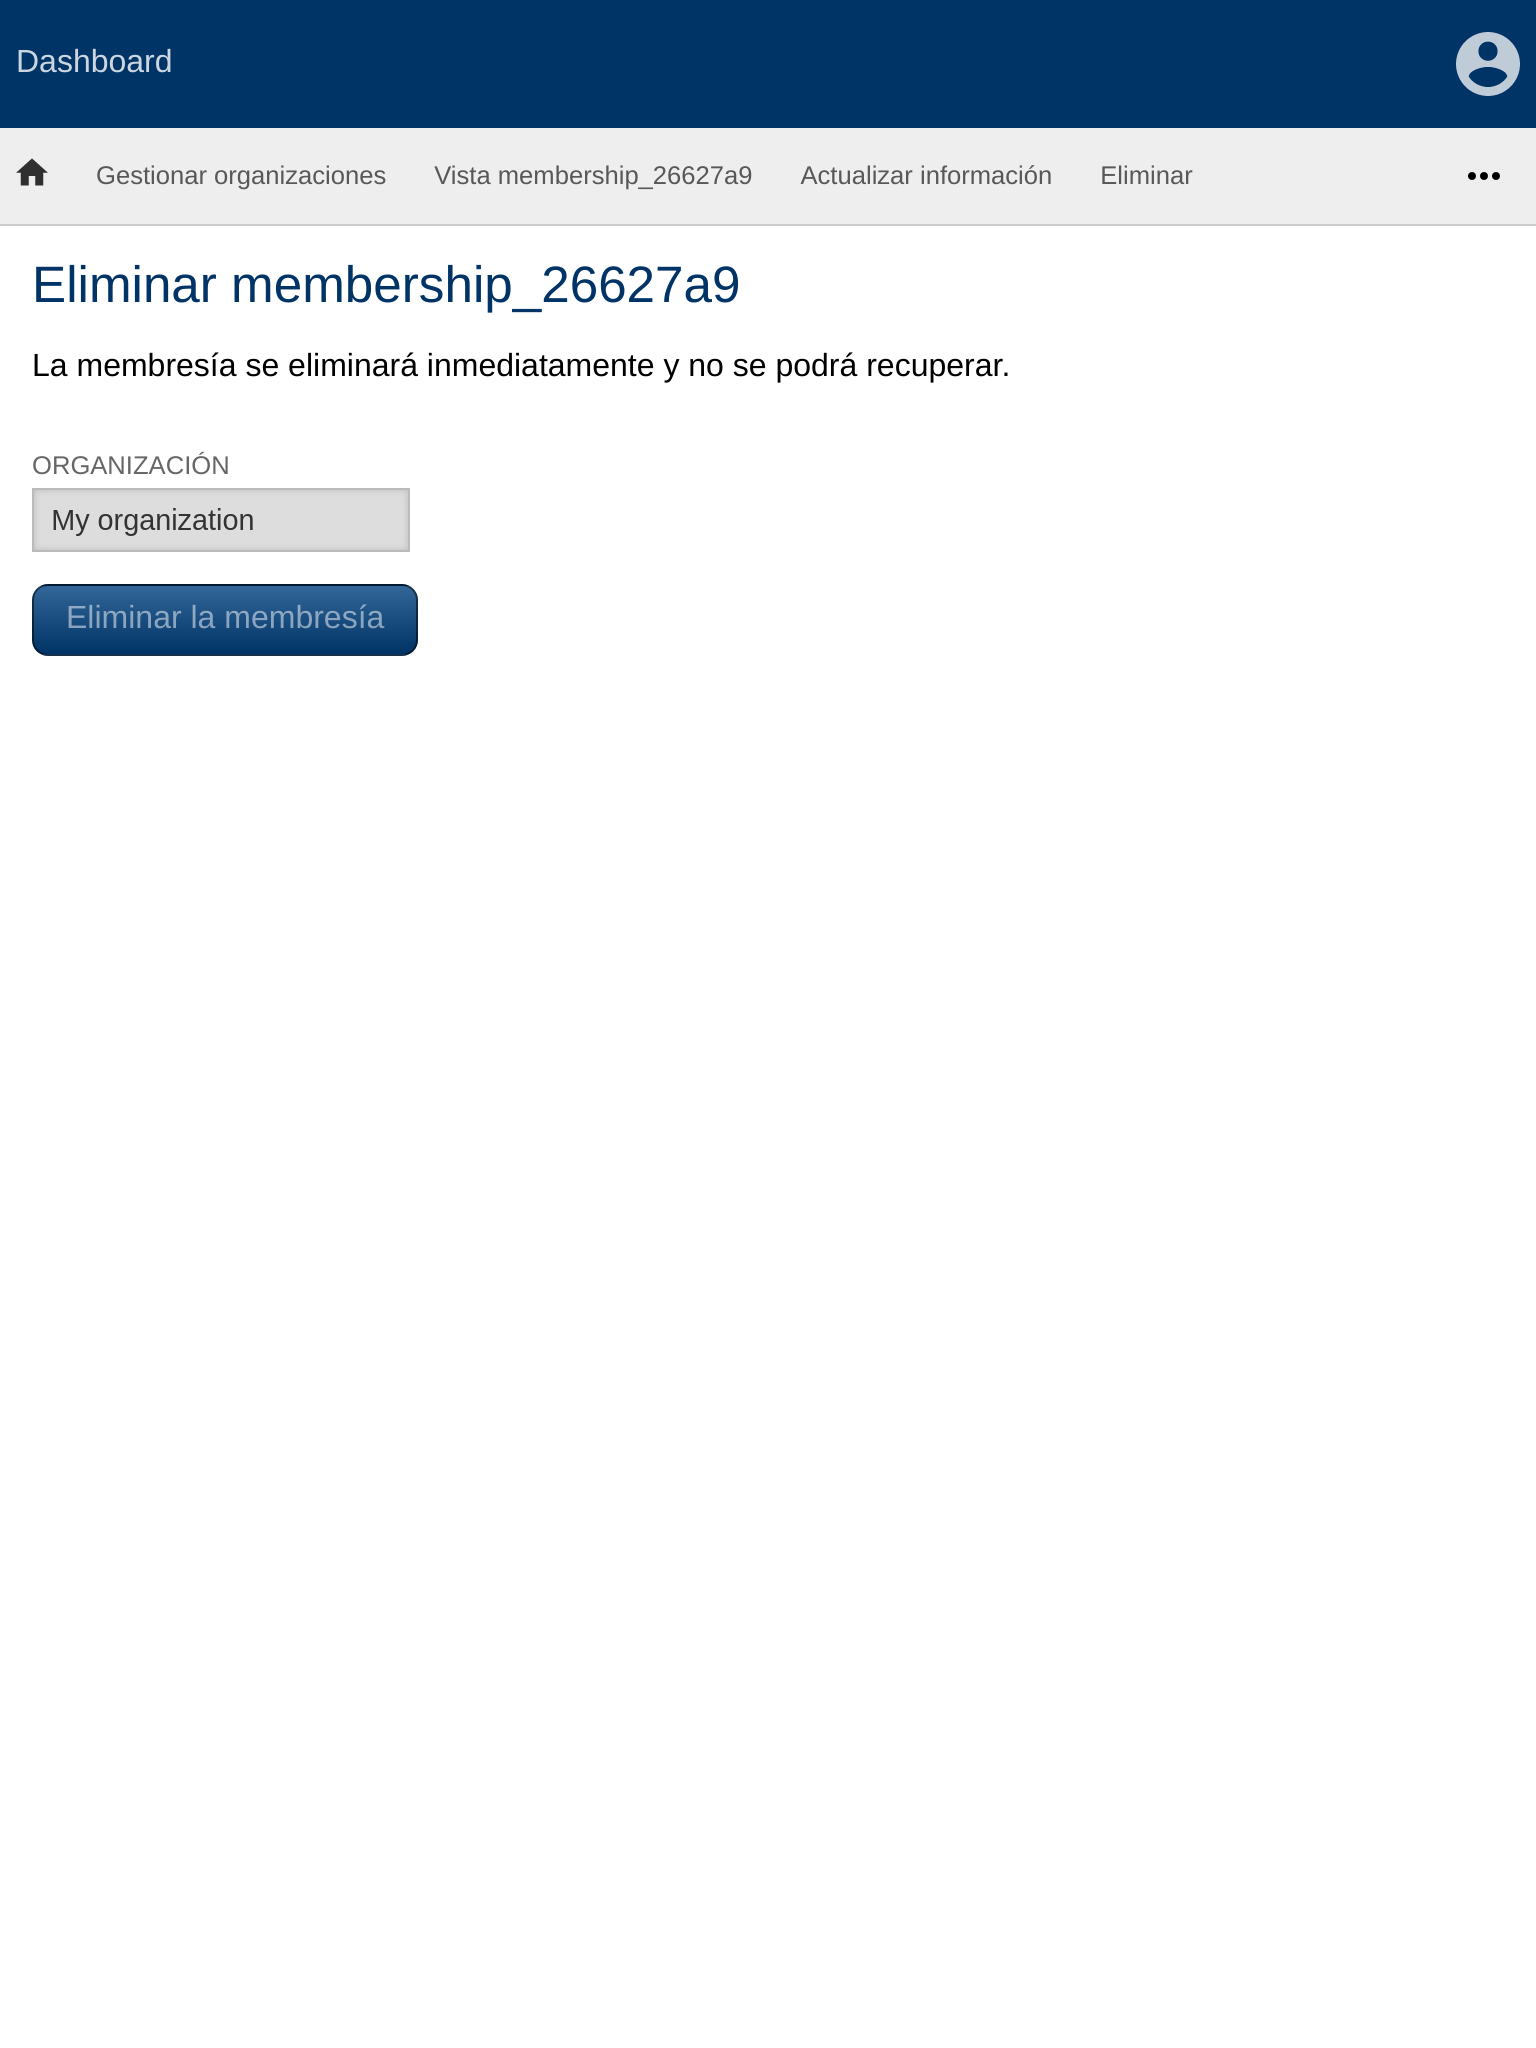 Dashboard
Gestionar organizaciones Vista membership_26627a9 Actualizar información Eliminar
Eliminar membership_26627a9
La membresía se eliminará inmediatamente y no se podrá recuperar.
ORGANIZACIÓN
My organization
Eliminar la membresía